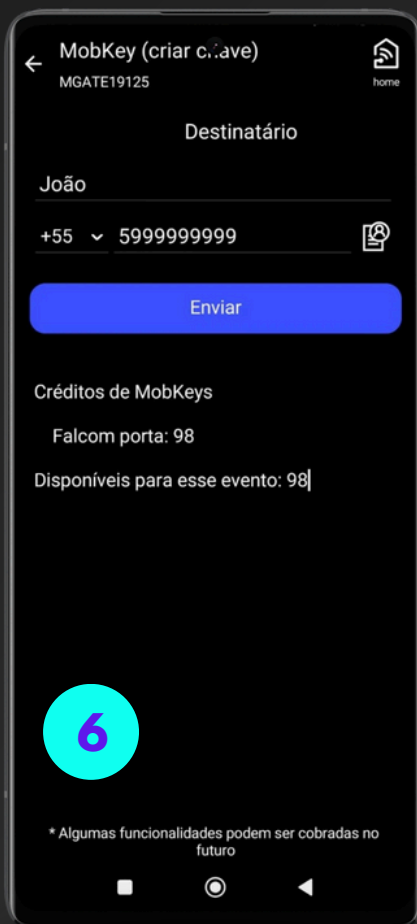 MobKey (criar chave)
MGATE19125
home
Destinatário
João
+55 5999999999
Enviar
Créditos de MobKeys
Falcom porta: 98
Disponíveis para esse evento: 98
6
* Algumas funcionalidades podem ser cobradas no
futuro